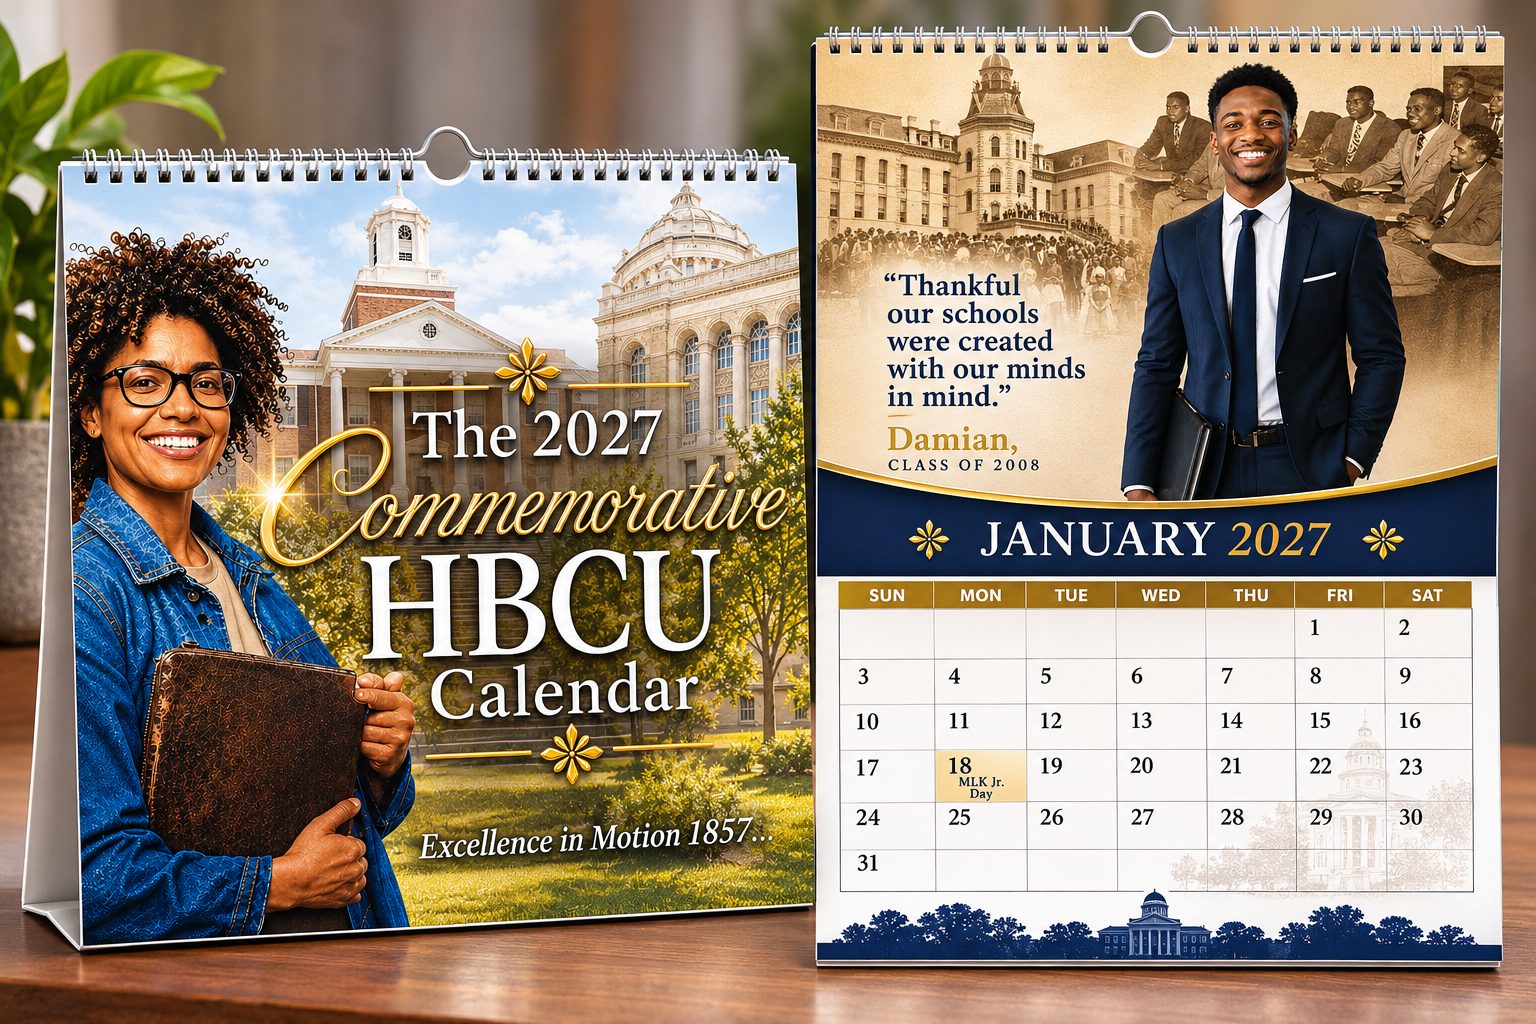 The 2027
Commemorative
HBCU
Calendar
Excellence in Motion 1857...
“Thankful
our schools
were created
with our minds
in mind.”
Damian,
CLASS OF 2008
JANUARY 2027
SUN MON TUE WED THU FRI SAT
1 2
3 4 5 6 7 8 9
10 11 12 13 14 15 16
17 18 19 20 21 22 23
MLK Jr.
Day
24 25 26 27 28 29 30
31